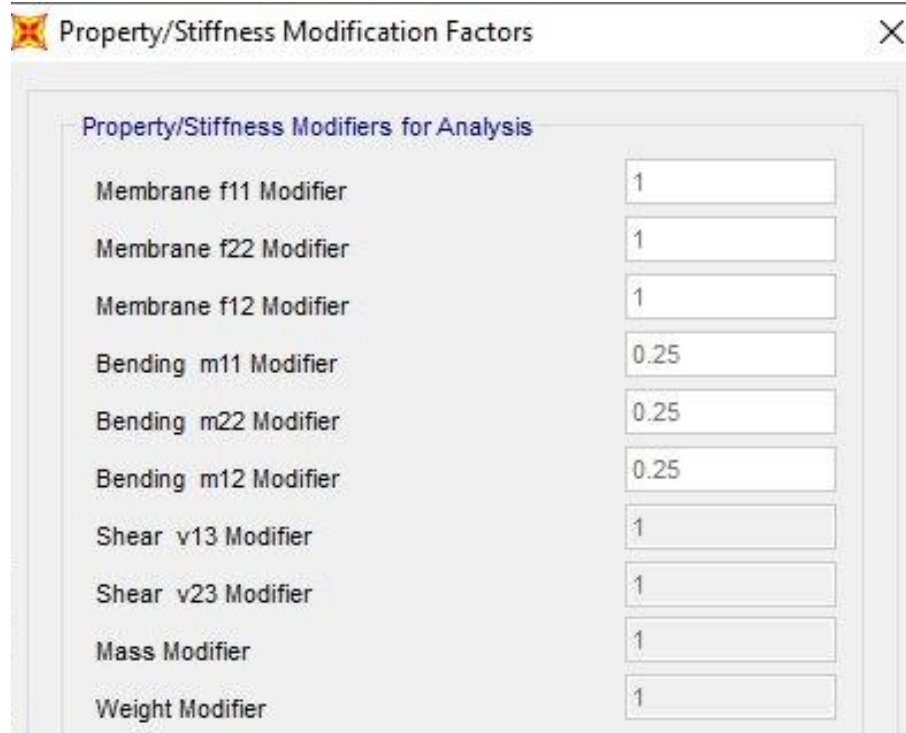 Property/Stiffness Modification Factors
Property/Stiffness Modifiers for Analysis
Membrane f11 Modifier 1
Membrane f22 Modifier 1
Membrane f12 Modifier 1
Bending m11 Modifier 0.25
Bending m22 Modifier 0.25
Bending m12 Modifier 0.25
Shear v13 Modifier 1
Shear v23 Modifier 1
Mass Modifier 1
Weight Modifier 1